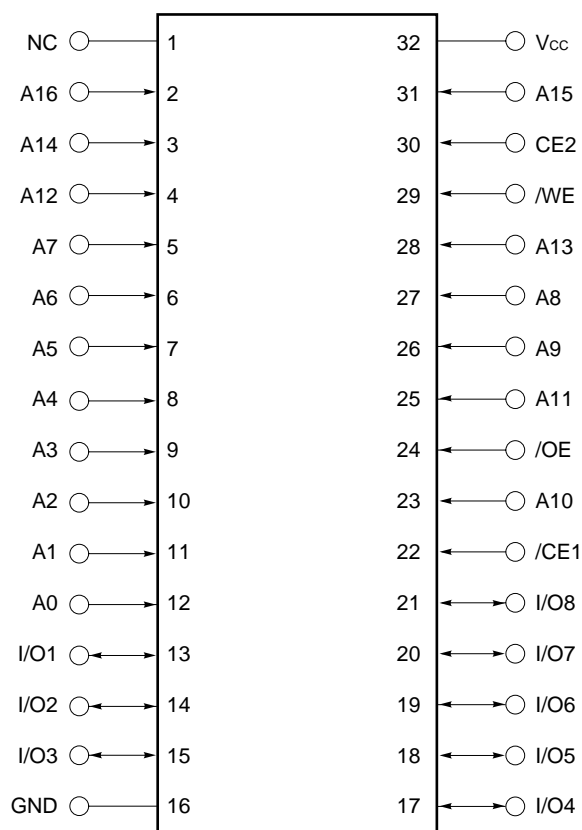 NC 1 32 Vcc
A16 2 31 A15
A14 3 30 CE2
A12 4 29 /WE
A7 5 28 A13
A6 6 27 A8
A5 7 26 A9
A4 8 25 A11
A3 9 24 /OE
A2 10 23 A10
A1 11 22 /CE1
A0 12 21 I/O8
I/O1 13 20 I/O7
I/O2 14 19 I/O6
I/O3 15 18 I/O5
GND 16 17 I/O4